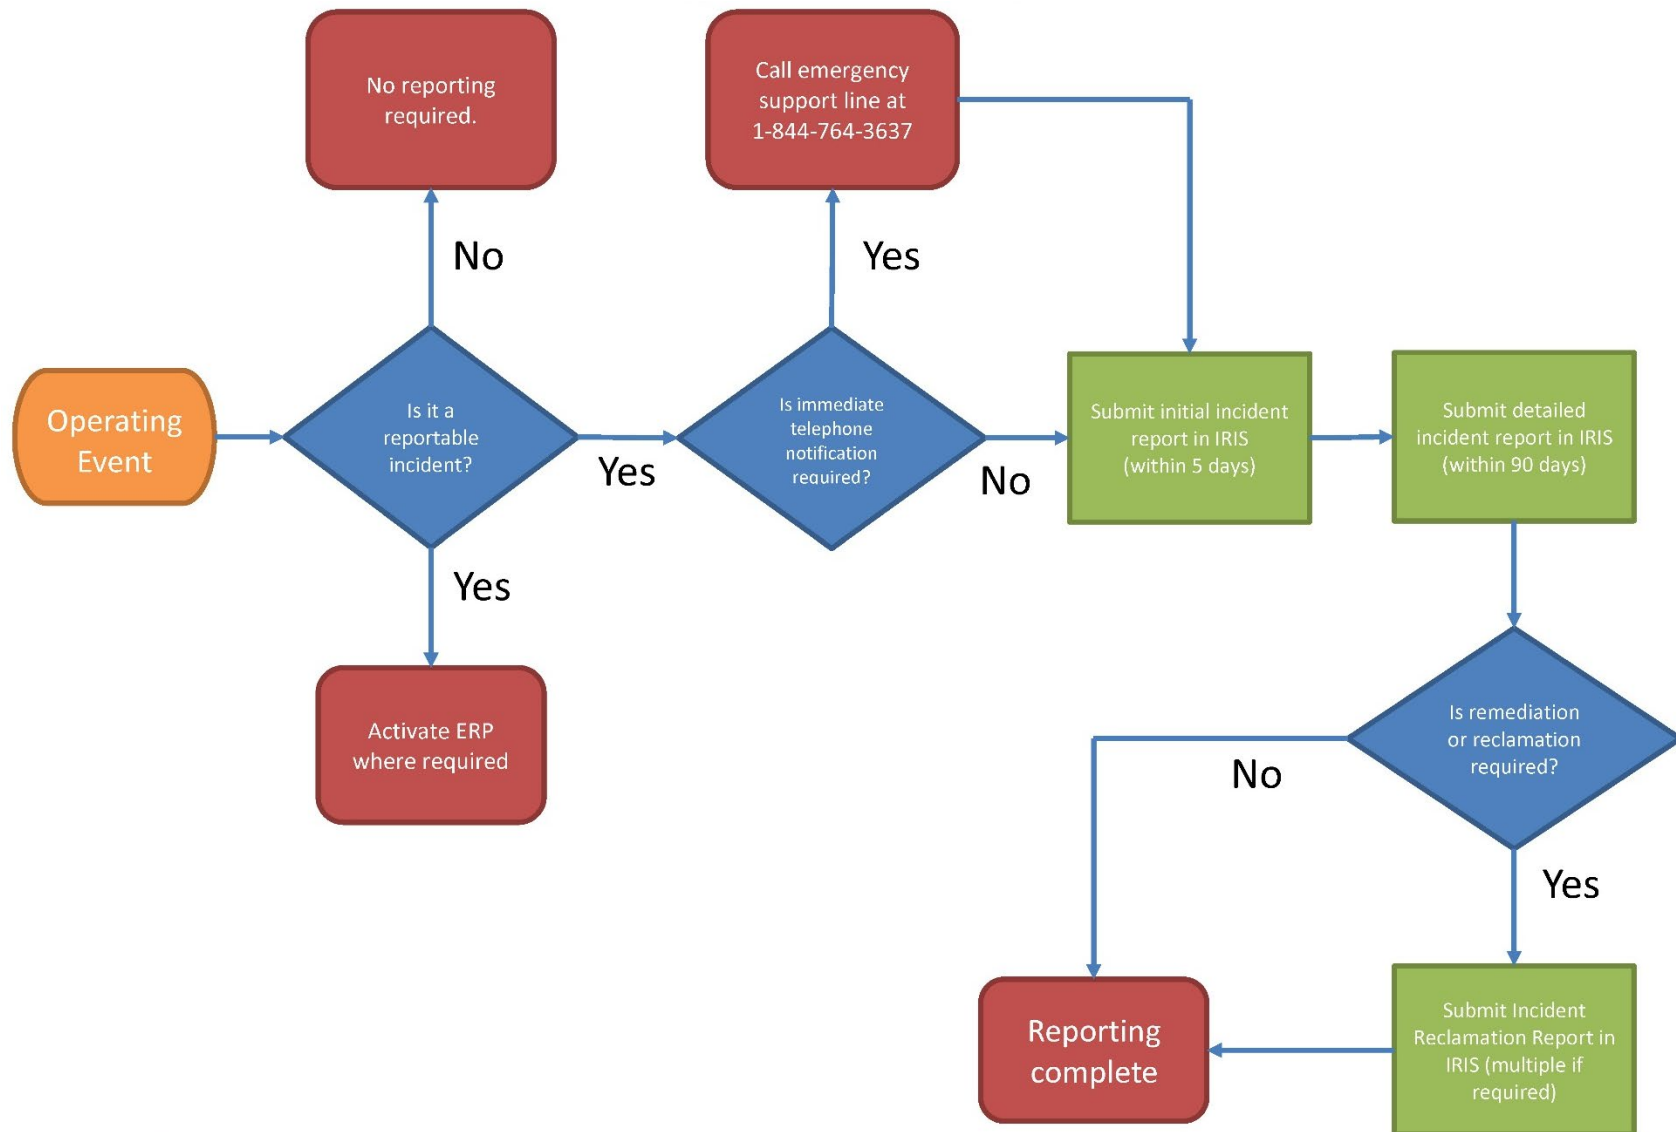 No reporting
required.
Call emergency
support line at
1-844-764-3637
No
Yes
Operating
Event
Is it a
reportable
incident?
Yes
Is immediate
telephone
notification
required?
No
Submit initial incident
report in IRIS
(within 5 days)
Submit detailed
incident report in IRIS
(within 90 days)
Yes
Activate ERP
where required
Is remediation
or reclamation
required?
No
Yes
Reporting
complete
Submit Incident
Reclamation Report in
IRIS (multiple if
required)